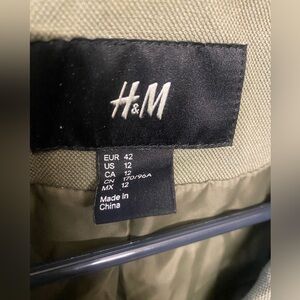 H&M
EUR 42
US 12
CA 12
CN 170/96A
MX 12
Made in
China